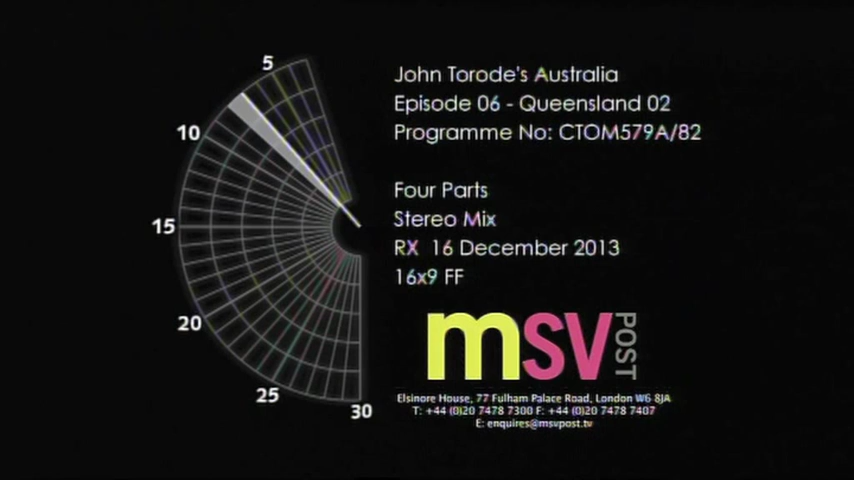 5
10
15
20
25
30
John Torode's Australia
Episode 06 - Queensland 02
Programme No: CTOM579A/82
Four Parts
Stereo Mix
RX 16 December 2013
16x9 FF
msv POST
Elsinore House, 77 Fulham Palace Road, London W6 8JA
T: +44 (0)20 7478 7300 F: +44 (0)20 7478 7407
E: enquires@msvpost.tv